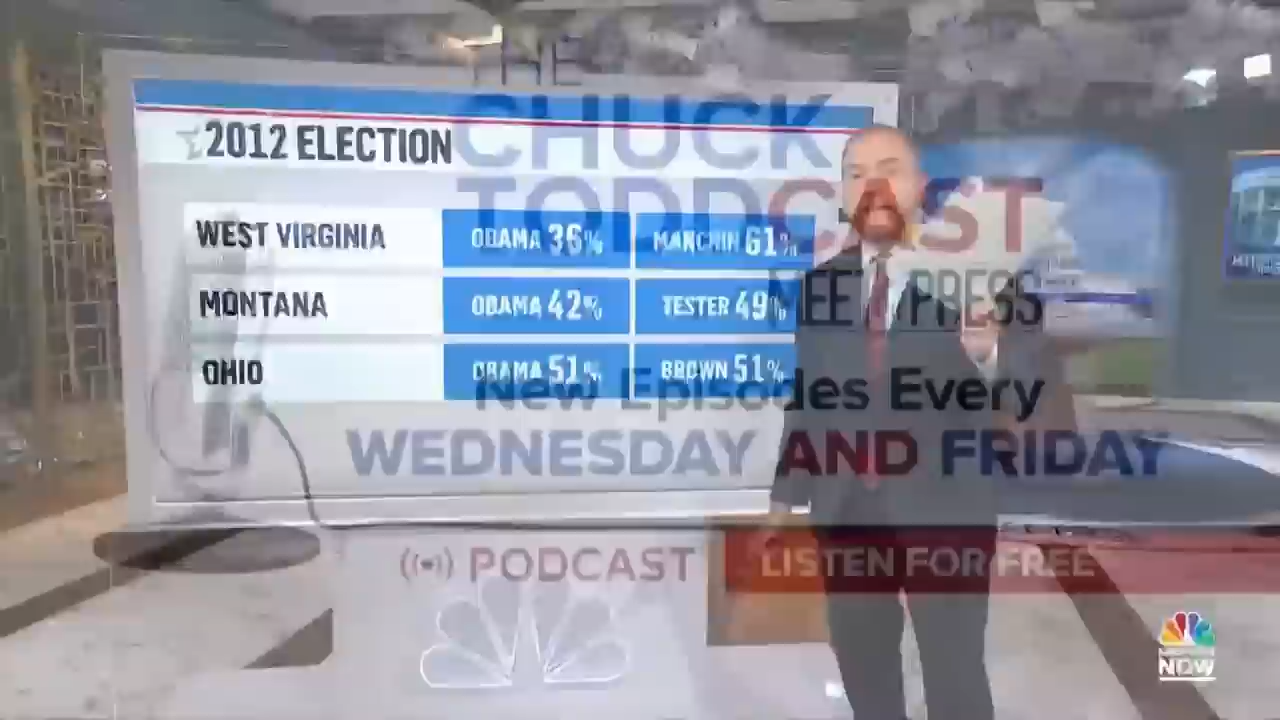 THE
CHUCK
TODDCAST
MEET PRESS
2012 ELECTION
WEST VIRGINIA OBAMA 36% MANCHIN 61%
MONTANA OBAMA 42% TESTER 49%
OHIO OBAMA 51% BROWN 51%
New Episodes Every
WEDNESDAY AND FRIDAY
PODCAST LISTEN FOR FREE
NOW